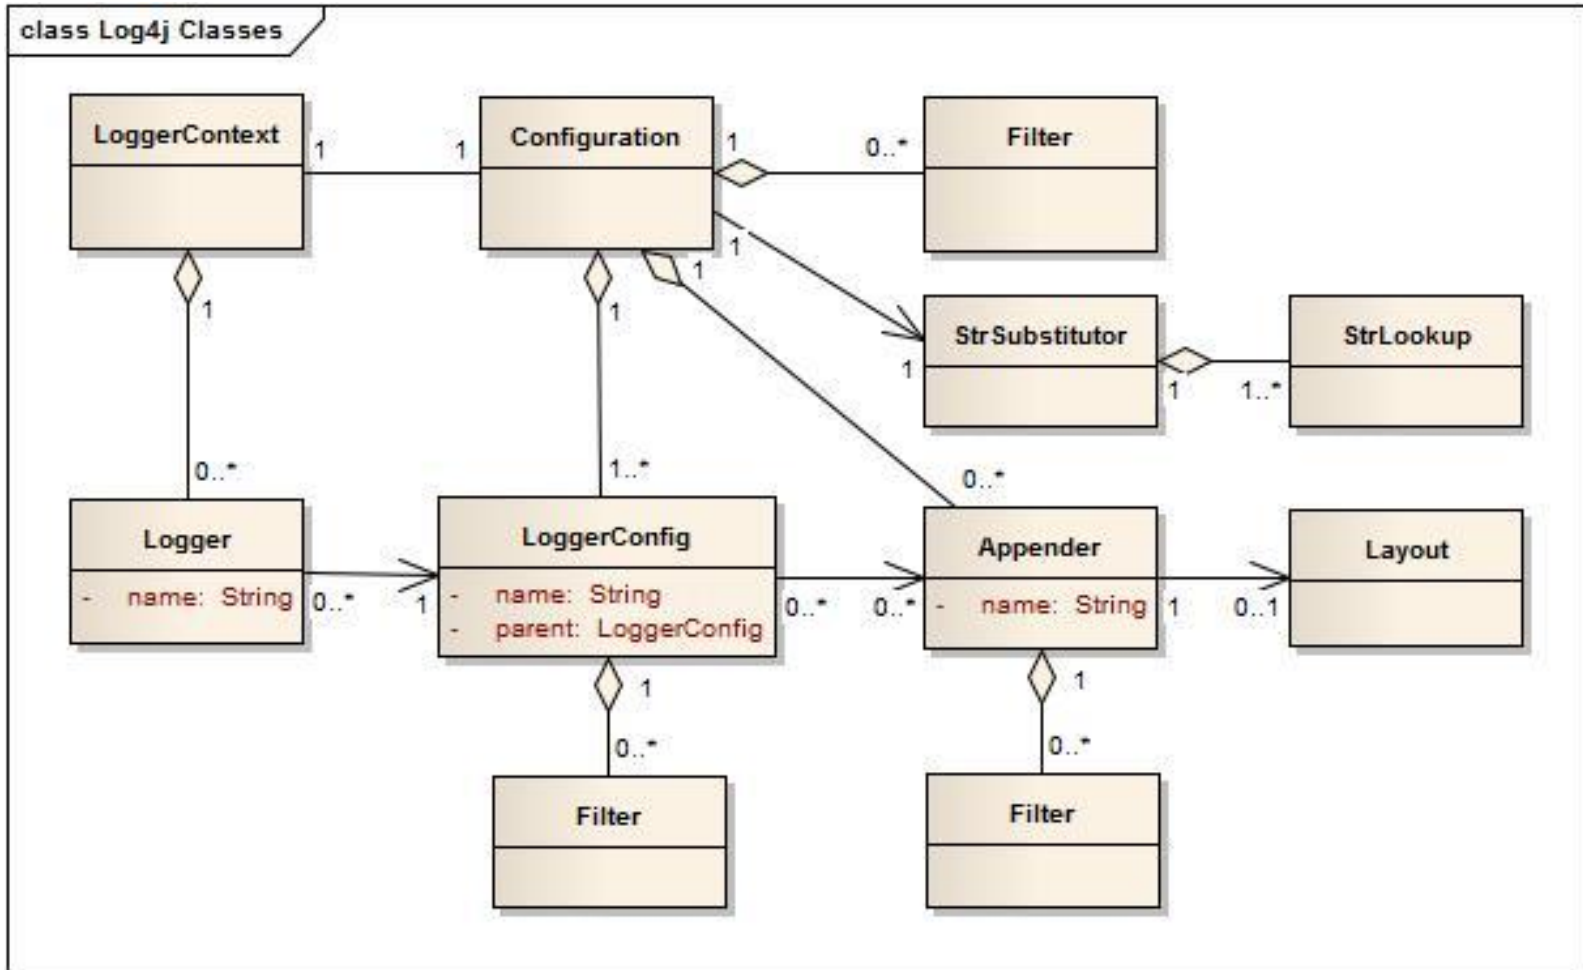 class Log4j Classes
LoggerContext
1
1
Configuration
1
0..*
Filter
1
1
1
1
1
StrSubstitutor
1
1..*
StrLookup
0..*
1..*
0..*
Logger
- name: String
0..*
1
LoggerConfig
- name: String
- parent: LoggerConfig
0..*
0..*
Appender
- name: String
1
0..1
Layout
1
0..*
Filter
1
0..*
Filter